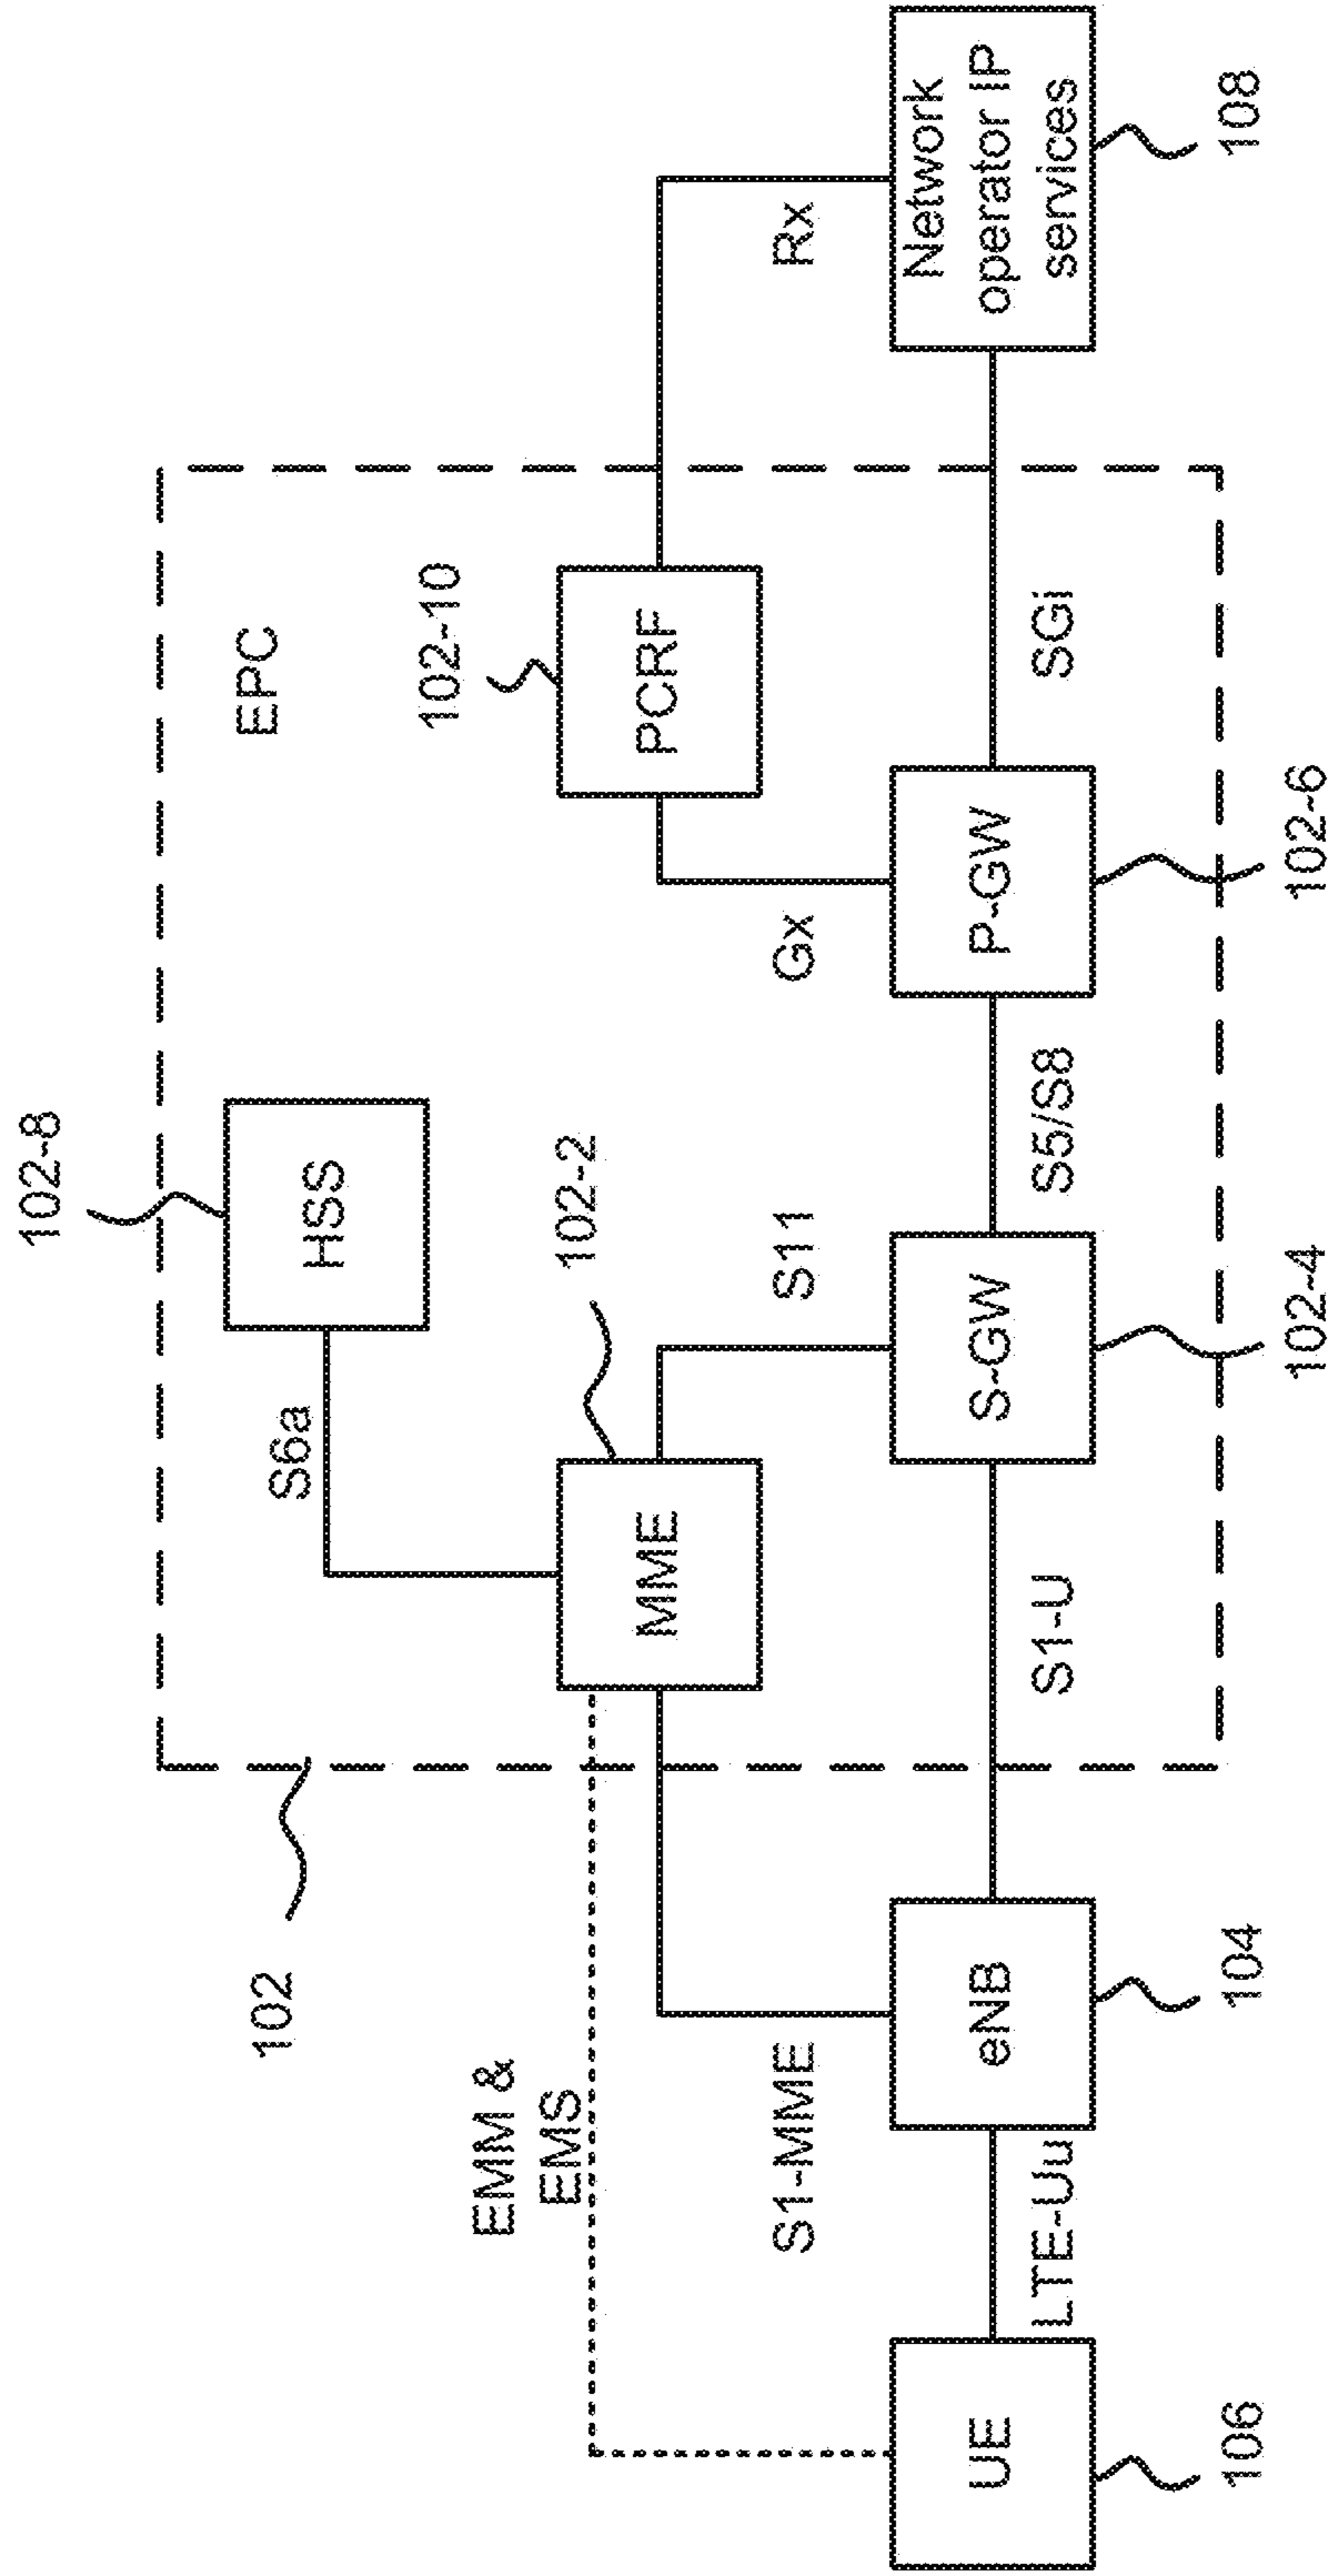 102-8
HSS
EPC
102
S6a
102-2
102-10
EMM &
EMS
MME
PCRF
S1-MME
S11
Gx
Rx
UE
eNB
S-GW
P-GW
Network
operator IP
services
LTE-Uu
S1-U
S5/S8
SGi
106
104
102-4
102-6
108